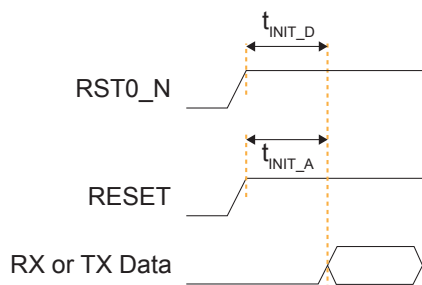 tINIT_D
RST0_N
tINIT_A
RESET
RX or TX Data